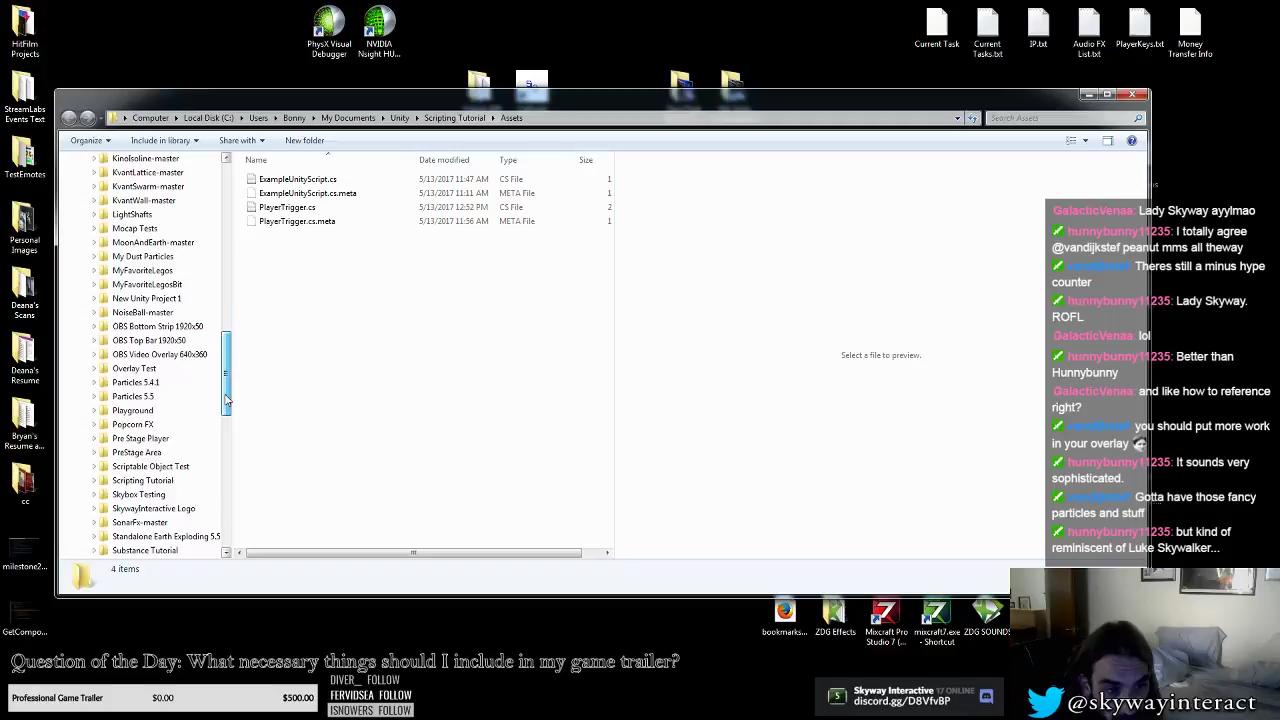 HitFilm
Projects
StreamLabs
Events Text
TestEmotes
Personal
Images
Deana's
Scans
Deana's
Resume
Bryan's
Resume a...
cc
milestone2...
GetCompo...
PhysX Visual
Debugger
NVIDIA
Nsight HU...
Current Task
Current
Tasks.txt
IP.txt
Audio FX
List.txt
PlayerKeys.txt
Money
Transfer Info
Computer Local Disk (C:) Users Bonny My Documents Unity Scripting Tutorial Assets
Search Assets
Organize Include in library Share with New folder
KinoIsoline-master
KvantLattice-master
KvantSwarm-master
KvantWall-master
LightShafts
Mocap Tests
MoonAndEarth-master
My Dust Particles
MyFavoriteLegos
MyFavoriteLegosBit
New Unity Project 1
NoiseBall-master
OBS Bottom Strip 1920x50
OBS Top Bar 1920x50
OBS Video Overlay 640x360
Overlay Test
Particles 5.4.1
Particles 5.5
Playground
Popcorn FX
Pre Stage Player
PreStage Area
Scriptable Object Test
Scripting Tutorial
Skybox Testing
SkywayInteractive Logo
SonarFx-master
Standalone Earth Exploding 5.5
Substance Tutorial
Name Date modified Type Size
ExampleUnityScript.cs 5/13/2017 11:47 AM CS File 1
ExampleUnityScript.cs.meta 5/13/2017 11:11 AM META File 1
PlayerTrigger.cs 5/13/2017 12:52 PM CS File 2
PlayerTrigger.cs.meta 5/13/2017 11:56 AM META File 1
Select a file to preview.
4 items
GalacticVenaa: Lady Skyway ayylmao
hunnybunny11235: I totally agree
@vandijkstef peanut mms all theway
vandijkstef: Theres still a minus hype
counter
hunnybunny11235: Lady Skyway.
ROFL
GalacticVenaa: lol
hunnybunny11235: Better than
Hunnybunny
GalacticVenaa: and like how to reference
right?
vandijkstef: you should put more work
in your overlay
hunnybunny11235: It sounds very
sophisticated.
vandijkstef: Gotta have those fancy
particles and stuff
hunnybunny11235: but kind of
reminiscent of Luke Skywalker...
bookmarks...
ZDG Effects
Mixcraft Pro
Studio 7 (...
mixcraft7.exe
- Shortcut
ZDG SOUNDS
Question of the Day: What necessary things should I include in my game trailer?
Professional Game Trailer $0.00 $500.00
DIVER__ FOLLOW
FERVIDSEA FOLLOW
ISNOWERS FOLLOW
S Skyway Interactive 17 ONLINE
discord.gg/D8VfvBP
@skywayinteract